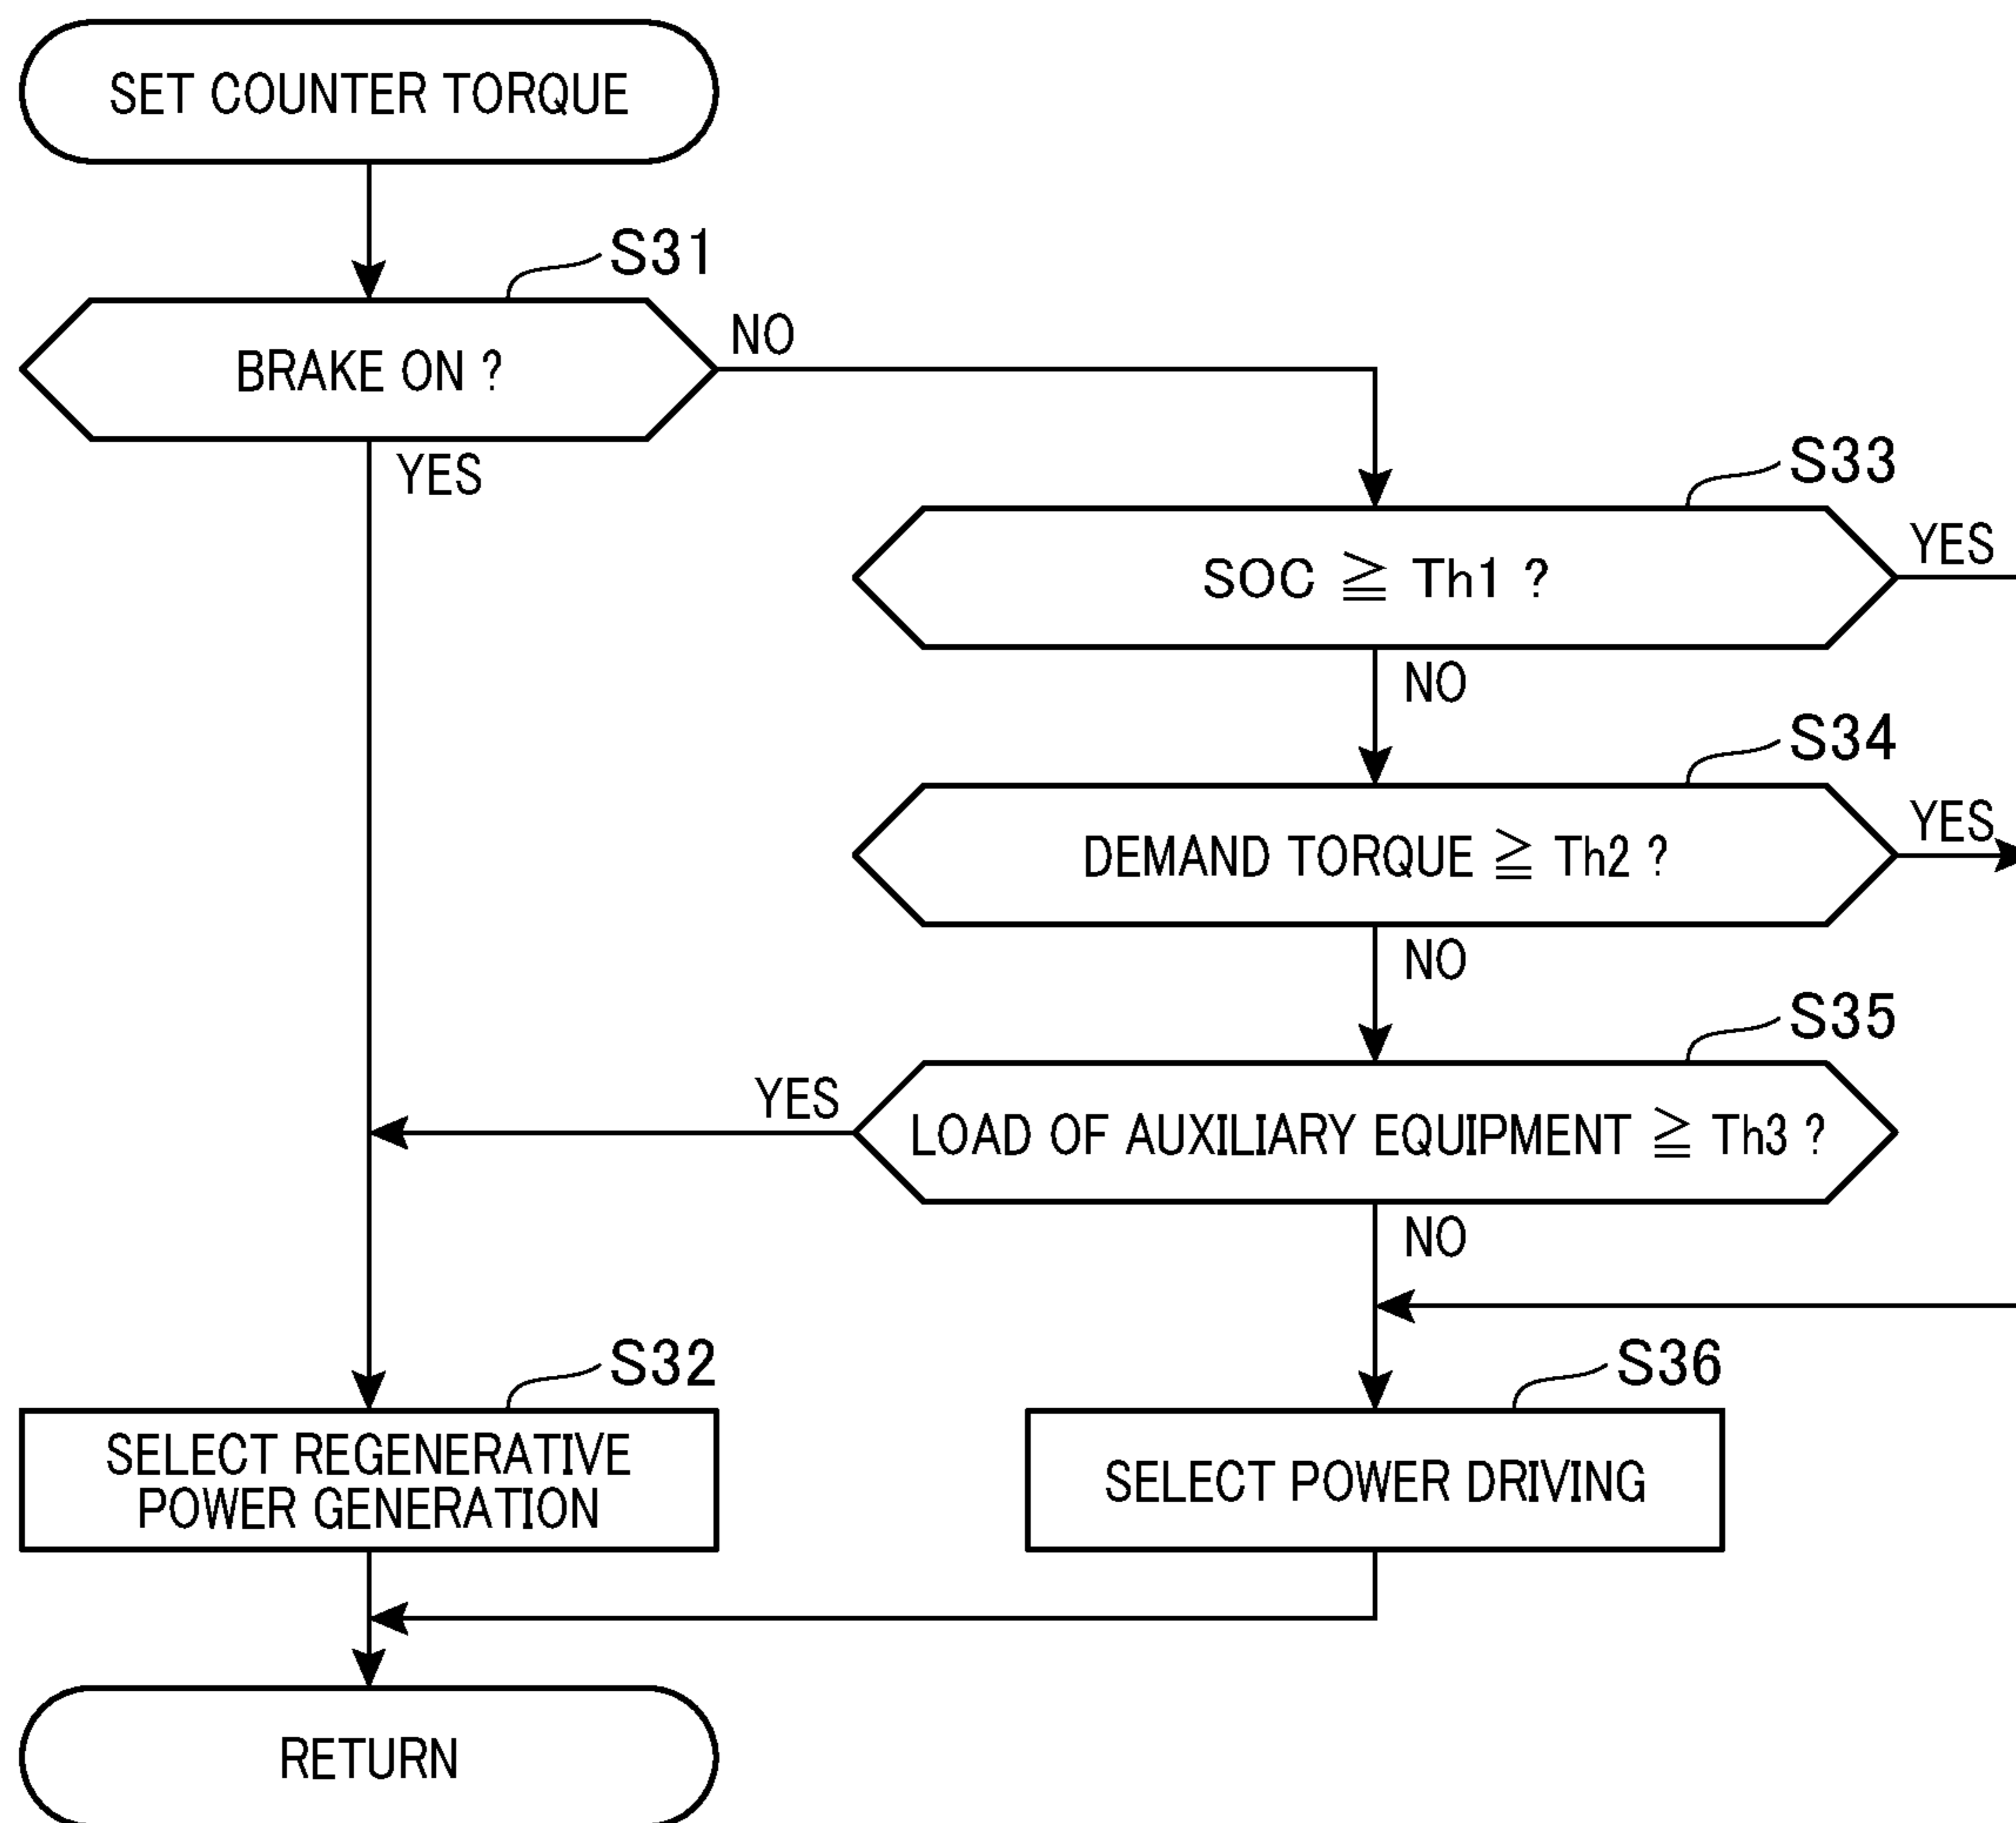 SET COUNTER TORQUE
S31
BRAKE ON ?
NO
YES
S33
SOC ≧ Th1 ?
YES
NO
S34
DEMAND TORQUE ≧ Th2 ?
YES
NO
S35
LOAD OF AUXILIARY EQUIPMENT ≧ Th3 ?
YES
NO
S32
SELECT REGENERATIVE
POWER GENERATION
S36
SELECT POWER DRIVING
RETURN